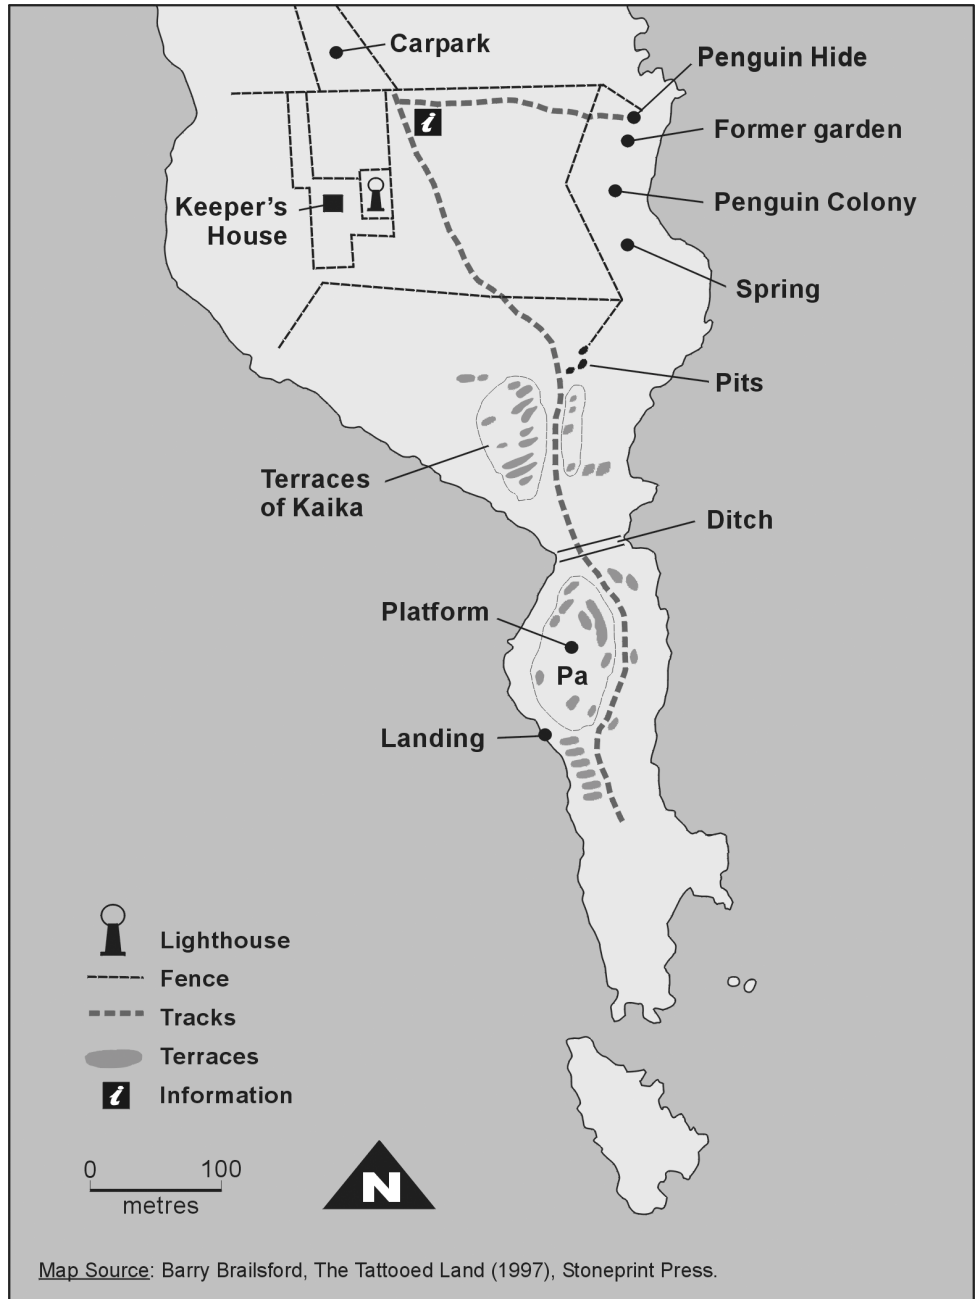 Carpark
Penguin Hide
Former garden
i
Penguin Colony
Keeper's
House
Spring
Pits
Terraces
of Kaika
Ditch
Platform
Pa
Landing
Lighthouse
Fence
Tracks
Terraces
i Information
0 100
metres
N
Map Source: Barry Brailsford, The Tattooed Land (1997), Stoneprint Press.